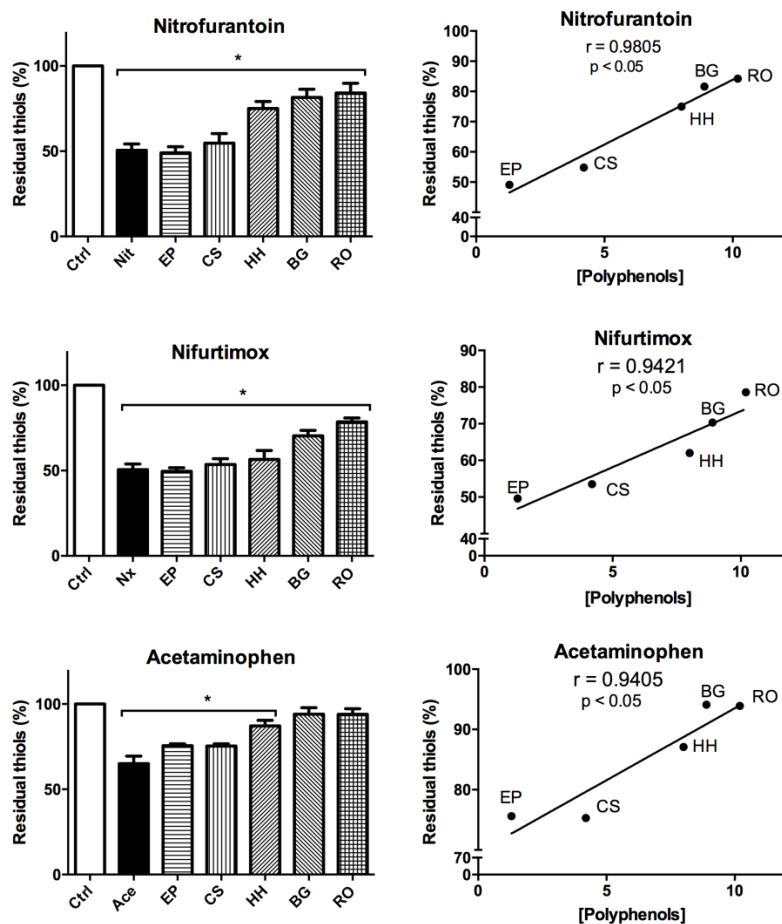 Nitrofurantoin
*
Residual thiols (%)
100
50
0
Ctrl
Nit
EP
CS
HH
BG
RO
Nitrofurantoin
r = 0.9805
p < 0.05
Residual thiols (%)
100
90
80
70
60
50
40
0
EP
CS
HH
BG
RO
0
5
10
[Polyphenols]
Nifurtimox
*
Residual thiols (%)
100
50
0
Ctrl
Nx
EP
CS
HH
BG
RO
Nifurtimox
r = 0.9421
p < 0.05
Residual thiols (%)
90
80
70
60
50
40
0
EP
CS
HH
BG
RO
0
5
10
[Polyphenols]
Acetaminophen
*
Residual thiols (%)
100
50
0
Ctrl
Ace
EP
CS
HH
BG
RO
Acetaminophen
r = 0.9405
p < 0.05
Residual thiols (%)
100
90
80
70
0
EP
CS
HH
BG
RO
0
5
10
[Polyphenols]